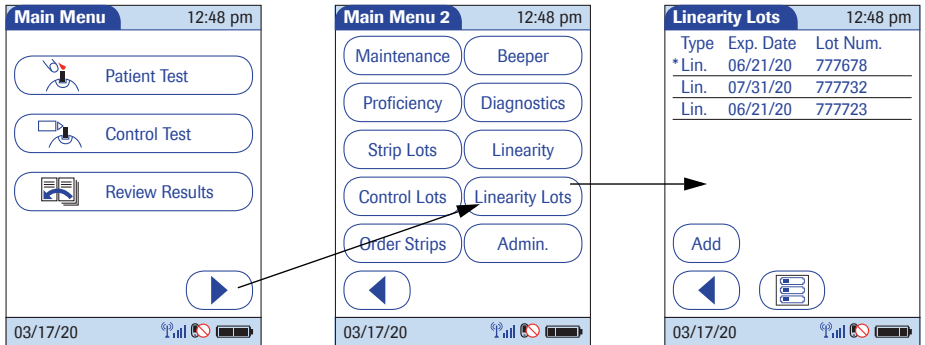 Main Menu 12:48 pm
Patient Test
Control Test
Review Results
03/17/20
Main Menu 2 12:48 pm
Maintenance Beeper
Proficiency Diagnostics
Strip Lots Linearity
Control Lots Linearity Lots
Order Strips Admin.
03/17/20
Linearity Lots 12:48 pm
Type Exp. Date Lot Num.
*Lin. 06/21/20 777678
Lin. 07/31/20 777732
Lin. 06/21/20 777723
Add
03/17/20